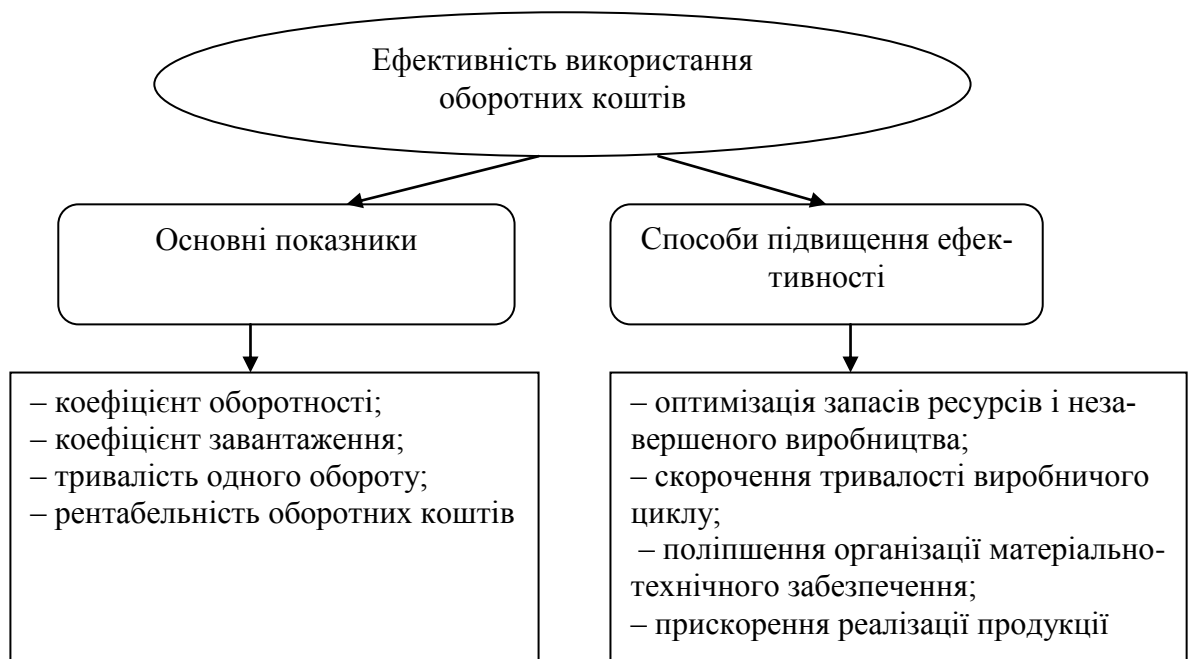 Ефективність використання
оборотних коштів
Основні показники
Способи підвищення ефек-
тивності
– коефіцієнт оборотності;
– коефіцієнт завантаження;
– тривалість одного обороту;
– рентабельність оборотних коштів
– оптимізація запасів ресурсів і неза-
вершеного виробництва;
– скорочення тривалості виробничого
циклу;
– поліпшення організації матеріально-
технічного забезпечення;
– прискорення реалізації продукції